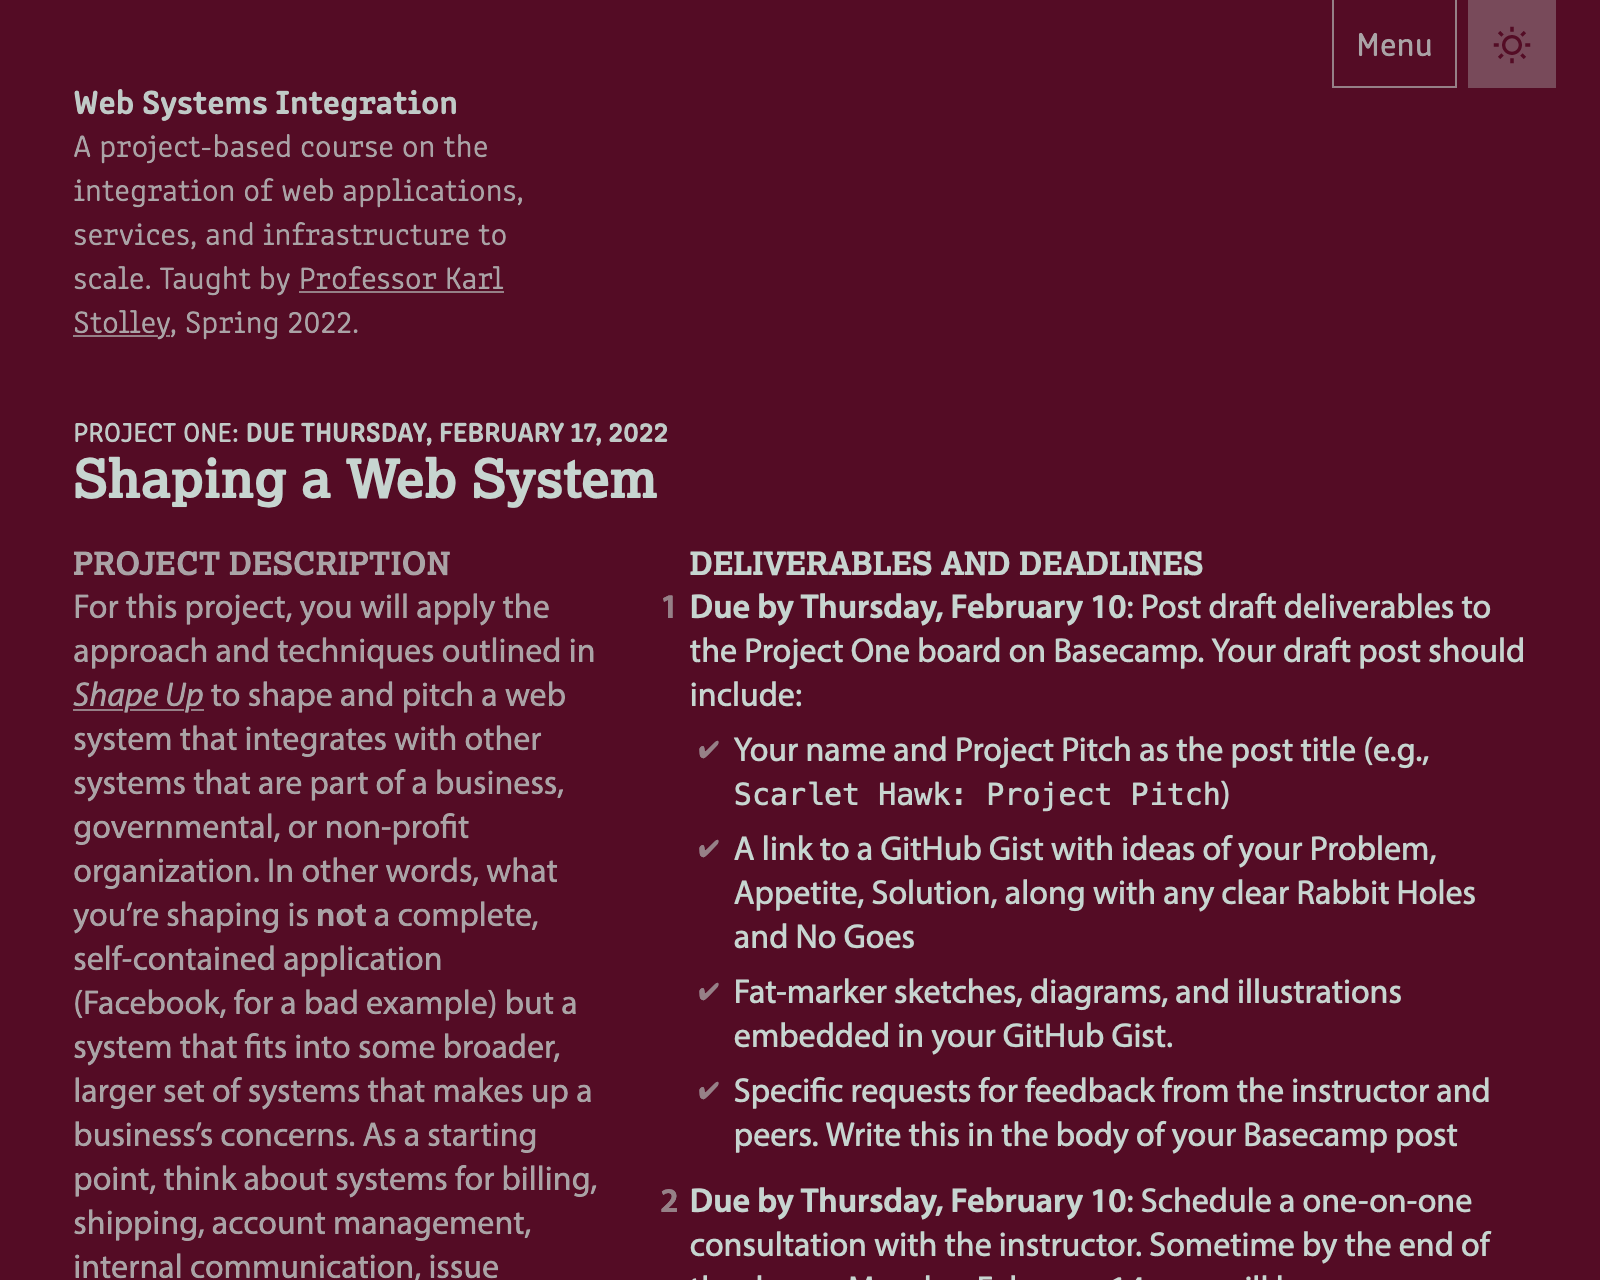 Menu
Web Systems Integration
A project-based course on the
integration of web applications,
services, and infrastructure to
scale. Taught by Professor Karl
Stolley, Spring 2022.
PROJECT ONE: DUE THURSDAY, FEBRUARY 17, 2022
Shaping a Web System
PROJECT DESCRIPTION
For this project, you will apply the
approach and techniques outlined in
Shape Up to shape and pitch a web
system that integrates with other
systems that are part of a business,
governmental, or non-profit
organization. In other words, what
you’re shaping is not a complete,
self-contained application
(Facebook, for a bad example) but a
system that fits into some broader,
larger set of systems that makes up a
business’s concerns. As a starting
point, think about systems for billing,
shipping, account management,
internal communication, issue
DELIVERABLES AND DEADLINES
1 Due by Thursday, February 10: Post draft deliverables to
the Project One board on Basecamp. Your draft post should
include:
✔ Your name and Project Pitch as the post title (e.g.,
Scarlet Hawk: Project Pitch)
✔ A link to a GitHub Gist with ideas of your Problem,
Appetite, Solution, along with any clear Rabbit Holes
and No Goes
✔ Fat-marker sketches, diagrams, and illustrations
embedded in your GitHub Gist.
✔ Specific requests for feedback from the instructor and
peers. Write this in the body of your Basecamp post
2 Due by Thursday, February 10: Schedule a one-on-one
consultation with the instructor. Sometime by the end of